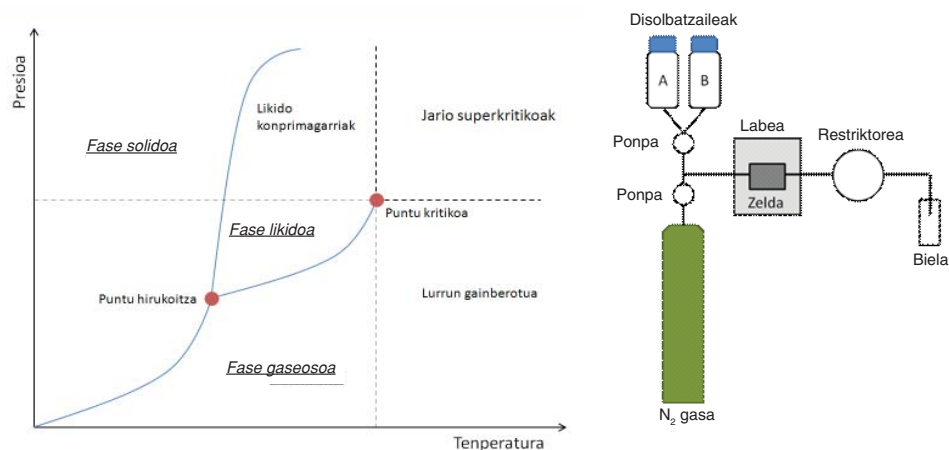 Presioa
Fase solidoa
Likido
konprimagarriak
Jario superkritikoak
Puntu kritikoa
Fase likidoa
Puntu hirukoitza
Lurrun gainberotua
Fase gaseosoa
Tenperatura
Disolbatzaileak
A B
Ponpa
Labea
Restriktorea
Ponpa
Zelda
Biela
N₂ gasa